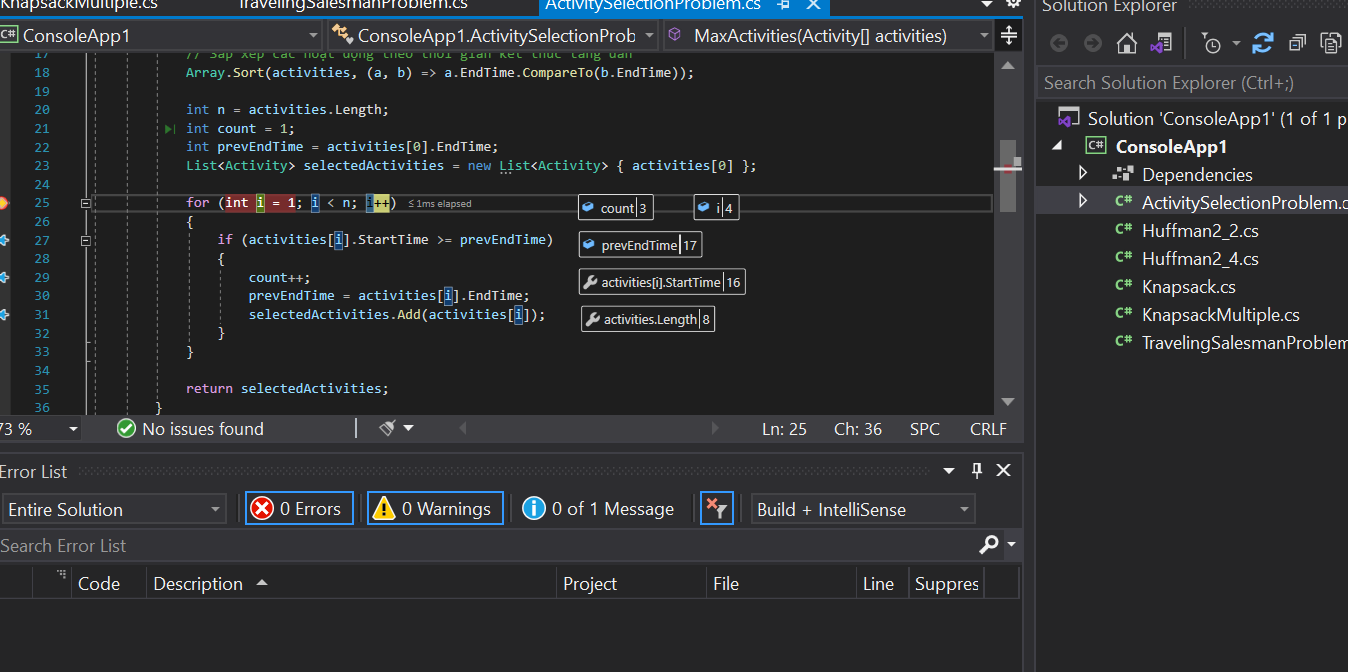 KnapsackMultiple.cs TravelingSalesmanProblem.cs ActivitySelectionProblem.cs
C# ConsoleApp1 ConsoleApp1.ActivitySelectionProb MaxActivities(Activity[] activities)
17 // Sắp xếp các hoạt động theo thời gian kết thúc tăng dần
18 Array.Sort(activities, (a, b) => a.EndTime.CompareTo(b.EndTime));
19
20 int n = activities.Length;
21 int count = 1;
22 int prevEndTime = activities[0].EndTime;
23 List<Activity> selectedActivities = new List<Activity> { activities[0] };
24
25 for (int i = 1; i < n; i++) ≤ 1ms elapsed count 3 i 4
26 {
27 if (activities[i].StartTime >= prevEndTime) prevEndTime 17
28 {
29 count++; activities[i].StartTime 16
30 prevEndTime = activities[i].EndTime;
31 selectedActivities.Add(activities[i]); activities.Length 8
32 }
33 }
34
35 return selectedActivities;
36 }
73 % No issues found Ln: 25 Ch: 36 SPC CRLF
Error List
Entire Solution 0 Errors 0 Warnings 0 of 1 Message Build + IntelliSense
Search Error List
Code Description Project File Line Suppres
Solution Explorer
Search Solution Explorer (Ctrl+;)
Solution 'ConsoleApp1' (1 of 1 p
C# ConsoleApp1
Dependencies
C# ActivitySelectionProblem.c
C# Huffman2_2.cs
C# Huffman2_4.cs
C# Knapsack.cs
C# KnapsackMultiple.cs
C# TravelingSalesmanProblem